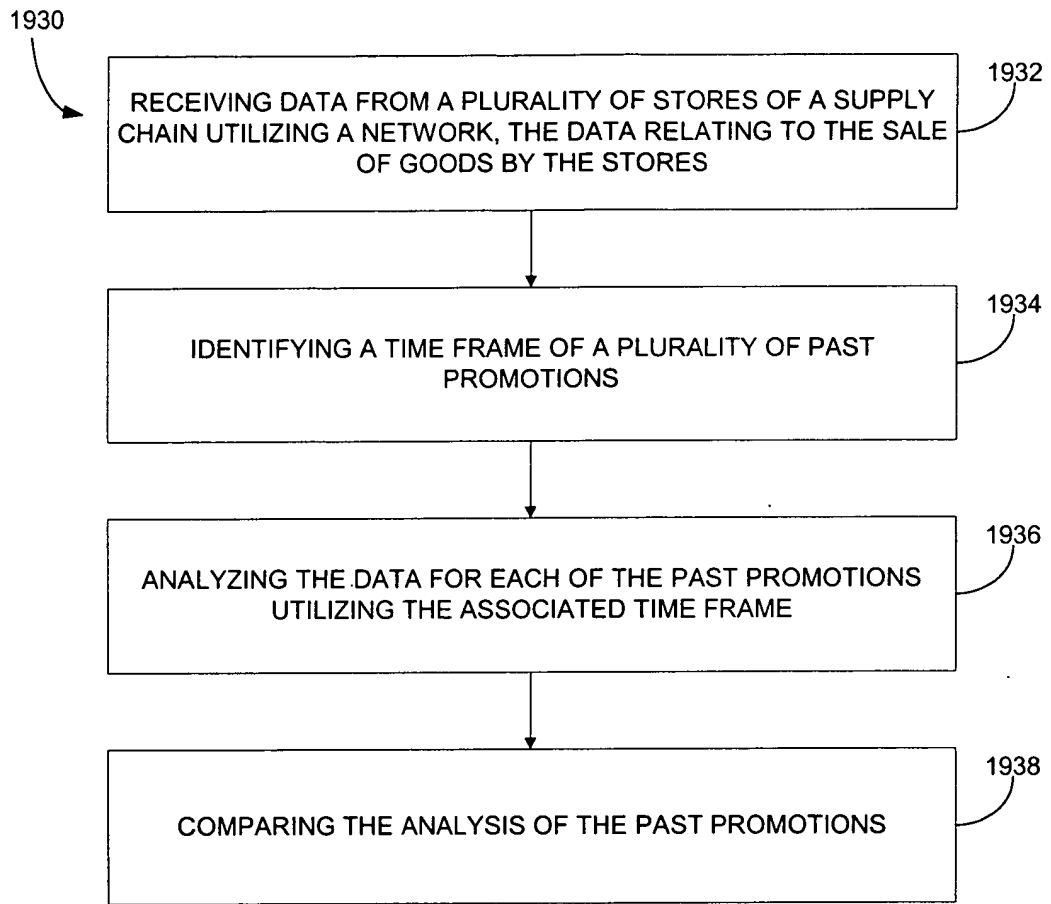 1930
1932
RECEIVING DATA FROM A PLURALITY OF STORES OF A SUPPLY
CHAIN UTILIZING A NETWORK, THE DATA RELATING TO THE SALE
OF GOODS BY THE STORES
1934
IDENTIFYING A TIME FRAME OF A PLURALITY OF PAST
PROMOTIONS
1936
ANALYZING THE DATA FOR EACH OF THE PAST PROMOTIONS
UTILIZING THE ASSOCIATED TIME FRAME
1938
COMPARING THE ANALYSIS OF THE PAST PROMOTIONS